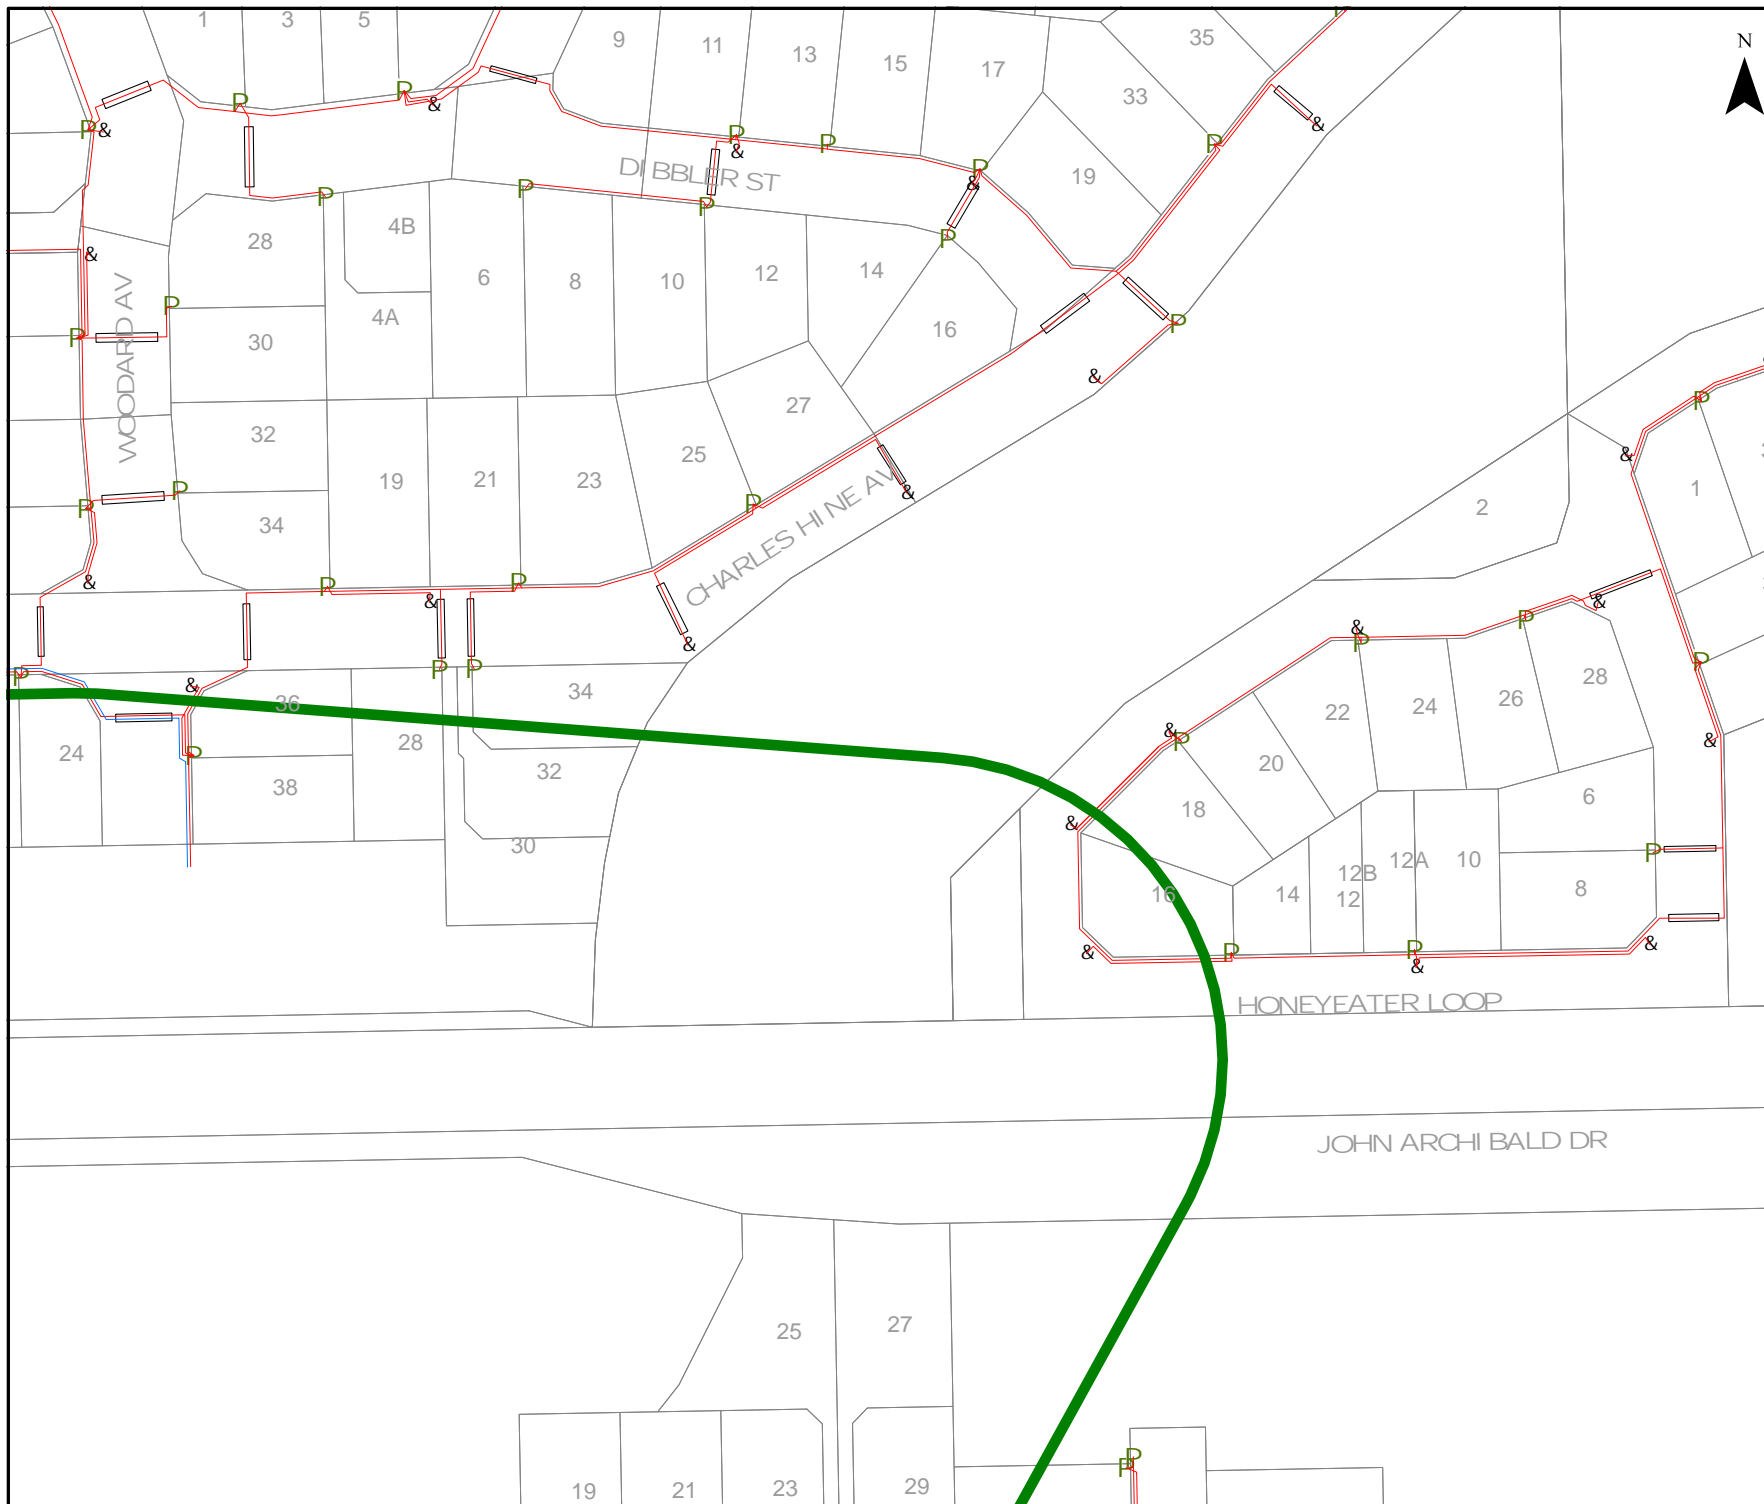 1 3 5 9 11 13 15 17 35
N
33
P P & P & P & P P
DIBBLER ST
P & 19
P P P P
28 4B 6 8 10 12 14
& P
WOODARD AV
P 4A 16 P
P 30 &
27 P
32 25 & 3
19 21 23 & 2 1
P P 34 P
CHARLES HINE AV
& P P & & P &
& P P & P P
P & 36 34 28
28 24 26 22
24 P 32 & P &
38 20 6
30 18 &
P 10 12A 12B
16 14 12 8
& P P & &
HONEYEATER LOOP
JOHN ARCHIBALD DR
25 27
P
P
19 21 23 29